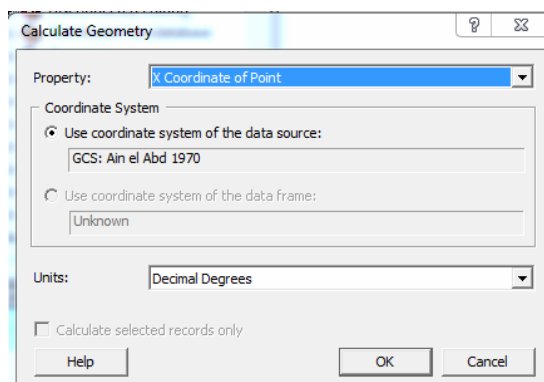 Calculate Geometry
Property:
X Coordinate of Point
Coordinate System
Use coordinate system of the data source:
GCS: Ain el Abd 1970
Use coordinate system of the data frame:
Unknown
Units:
Decimal Degrees
Calculate selected records only
Help
OK
Cancel